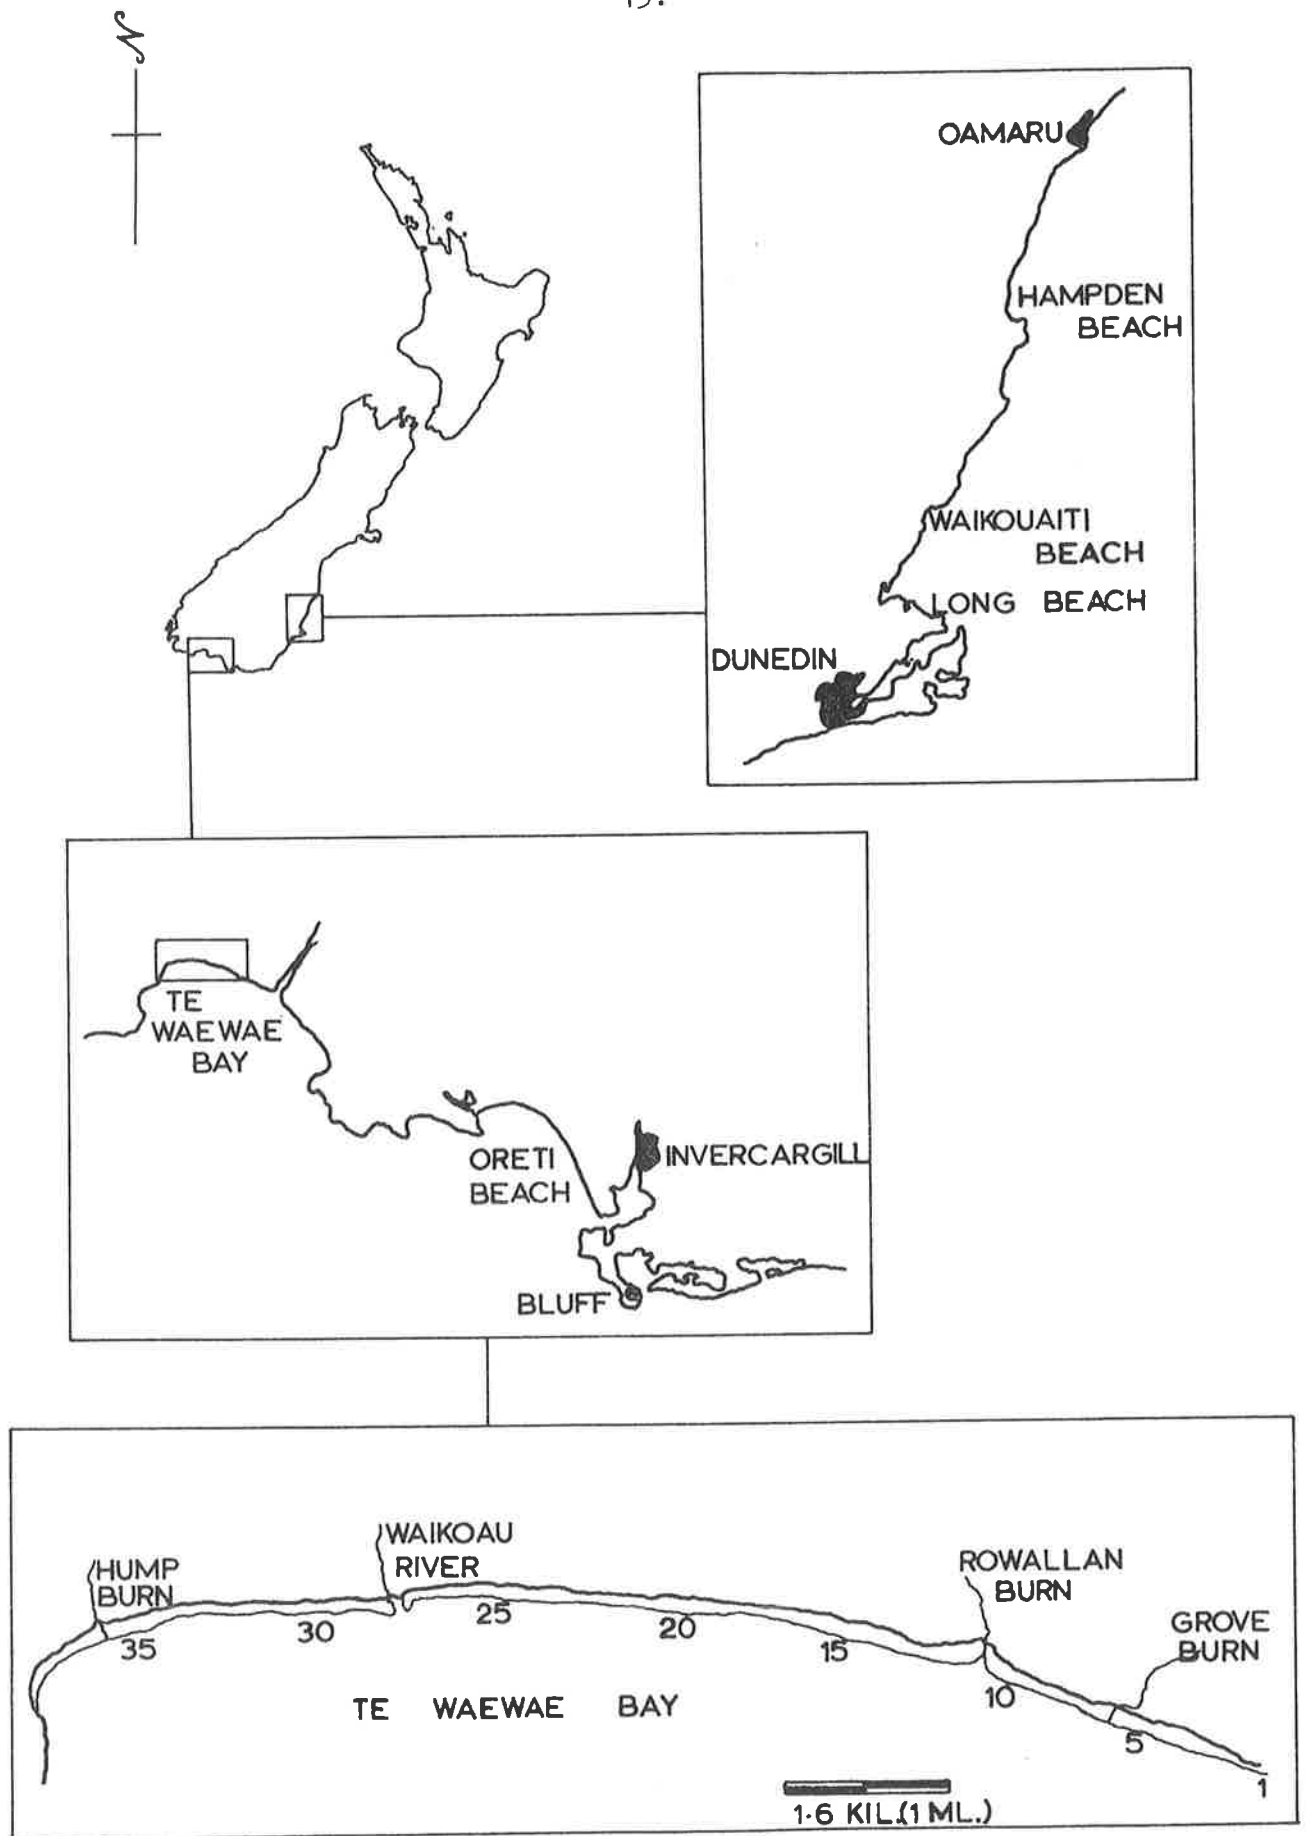 N
OAMARU
HAMPDEN
BEACH
WAIKOUAITI
BEACH
LONG BEACH
DUNEDIN
TE
WAEWAE
BAY
ORETI
BEACH
INVERCARGILL
BLUFF
HUMP
BURN
WAIKOAU
RIVER
ROWALLAN
BURN
GROVE
BURN
35
30
25
20
15
10
5
1
TE WAEWAE BAY
1·6 KIL.(1 ML.)